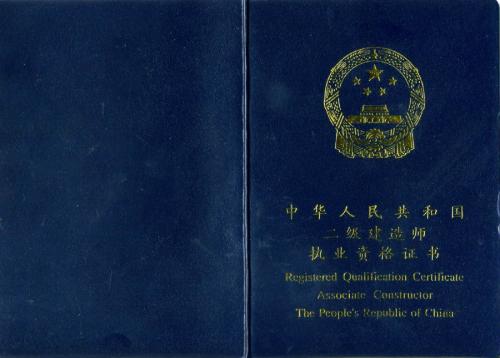 中华人民共和国
二级建造师
执业资格证书
Registered Qualification Certificate
Associate Constructor
The People's Republic of China